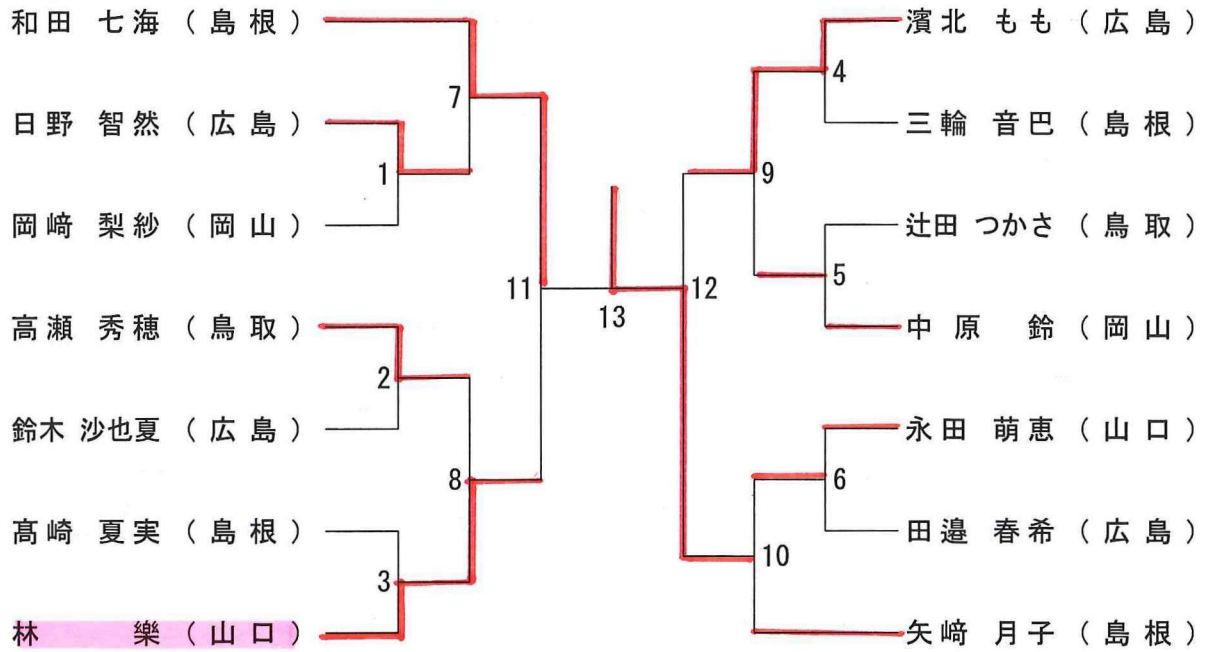 和田 七海 (島根)
日野 智然 (広島)
岡﨑 梨紗 (岡山)
高瀬 秀穂 (鳥取)
鈴木 沙也夏 (広島)
髙崎 夏実 (島根)
林 樂 (山口)
7
1
2
8
3
11
13
12
4
9
5
6
10
濱北 もも (広島)
三輪 音巴 (島根)
辻田 つかさ (鳥取)
中原 鈴 (岡山)
永田 萌恵 (山口)
田邉 春希 (広島)
矢﨑 月子 (島根)